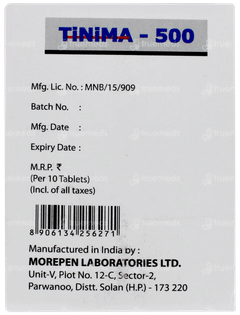 TiNiMA - 500
Mfg. Lic. No. : MNB/15/909
Batch No. :
Mfg. Date :
Expiry Date :
M.R.P. ₹
(Per 10 Tablets)
(Incl. of all taxes)
8 906134 256271
Manufactured in India by :
MOREPEN LABORATORIES LTD.
Unit-V, Plot No. 12-C, Sector-2,
Parwanoo, Distt. Solan (H.P.) - 173 220